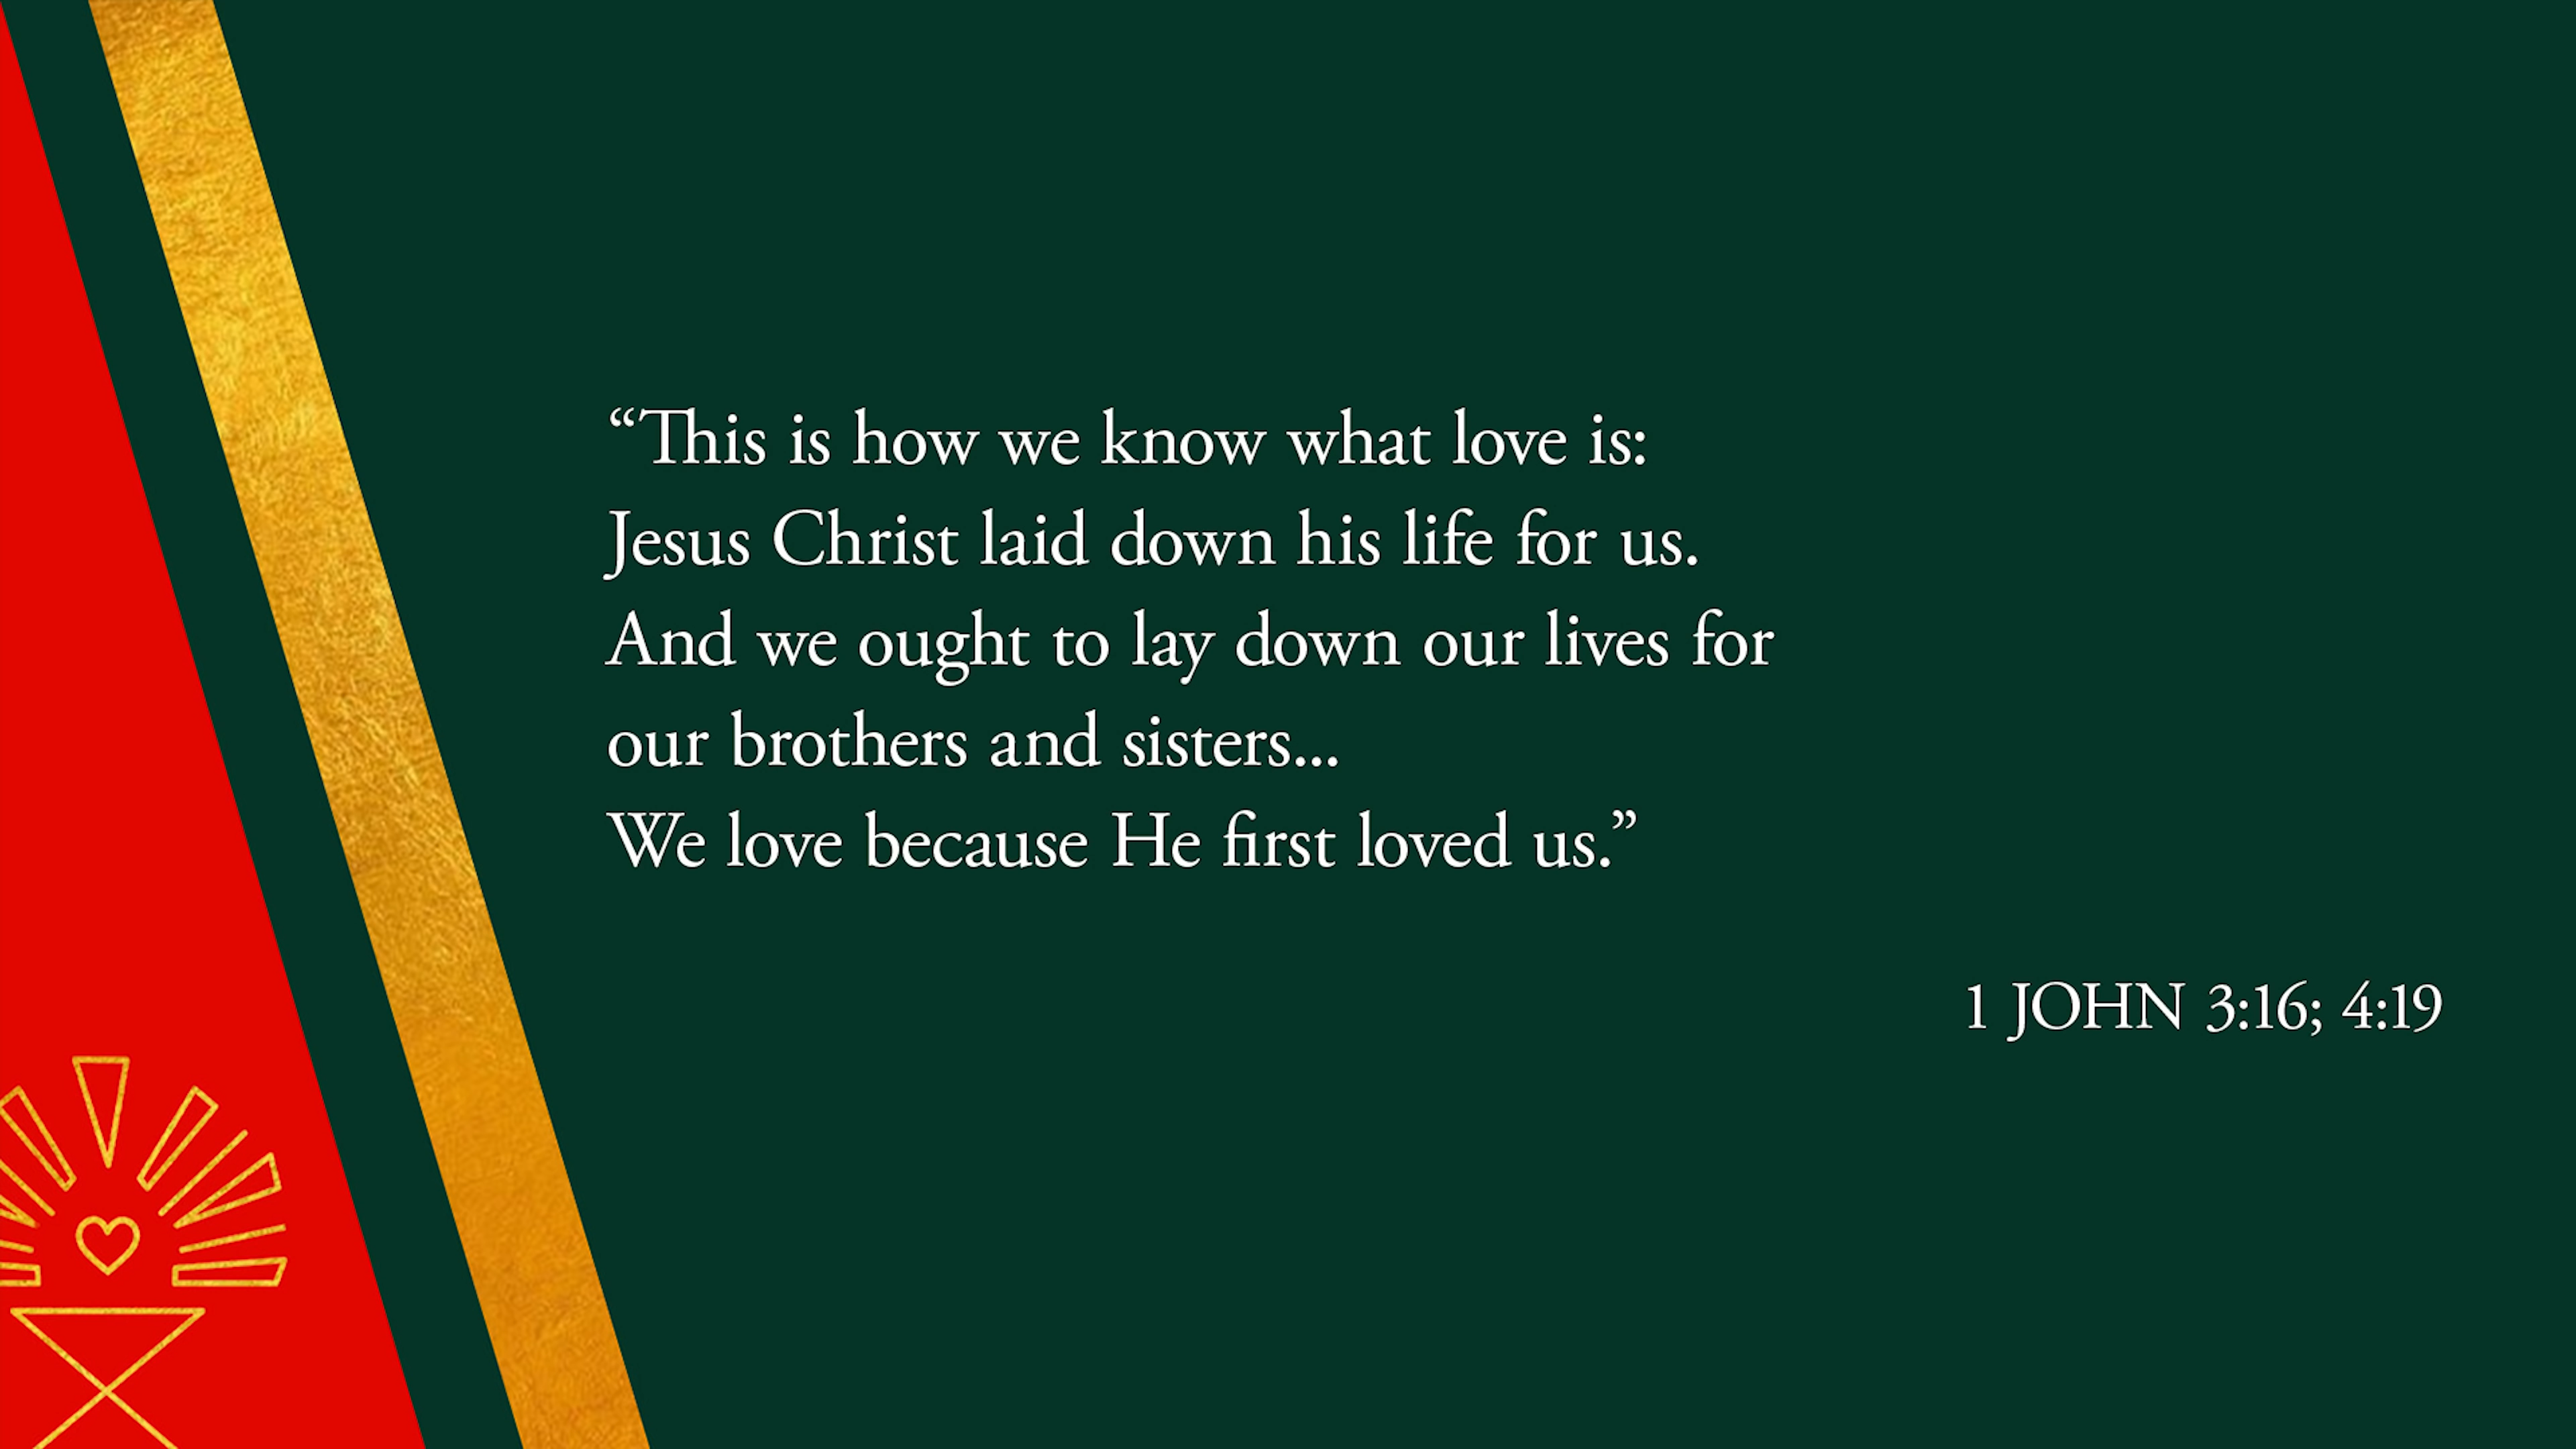 “This is how we know what love is:
Jesus Christ laid down his life for us.
And we ought to lay down our lives for
our brothers and sisters...
We love because He first loved us.”
1 JOHN 3:16; 4:19